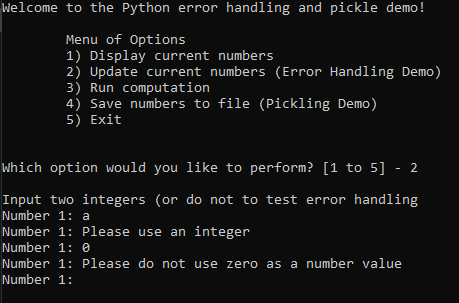 Welcome to the Python error handling and pickle demo!
Menu of Options
1) Display current numbers
2) Update current numbers (Error Handling Demo)
3) Run computation
4) Save numbers to file (Pickling Demo)
5) Exit
Which option would you like to perform? [1 to 5] - 2
Input two integers (or do not to test error handling
Number 1: a
Number 1: Please use an integer
Number 1: 0
Number 1: Please do not use zero as a number value
Number 1: